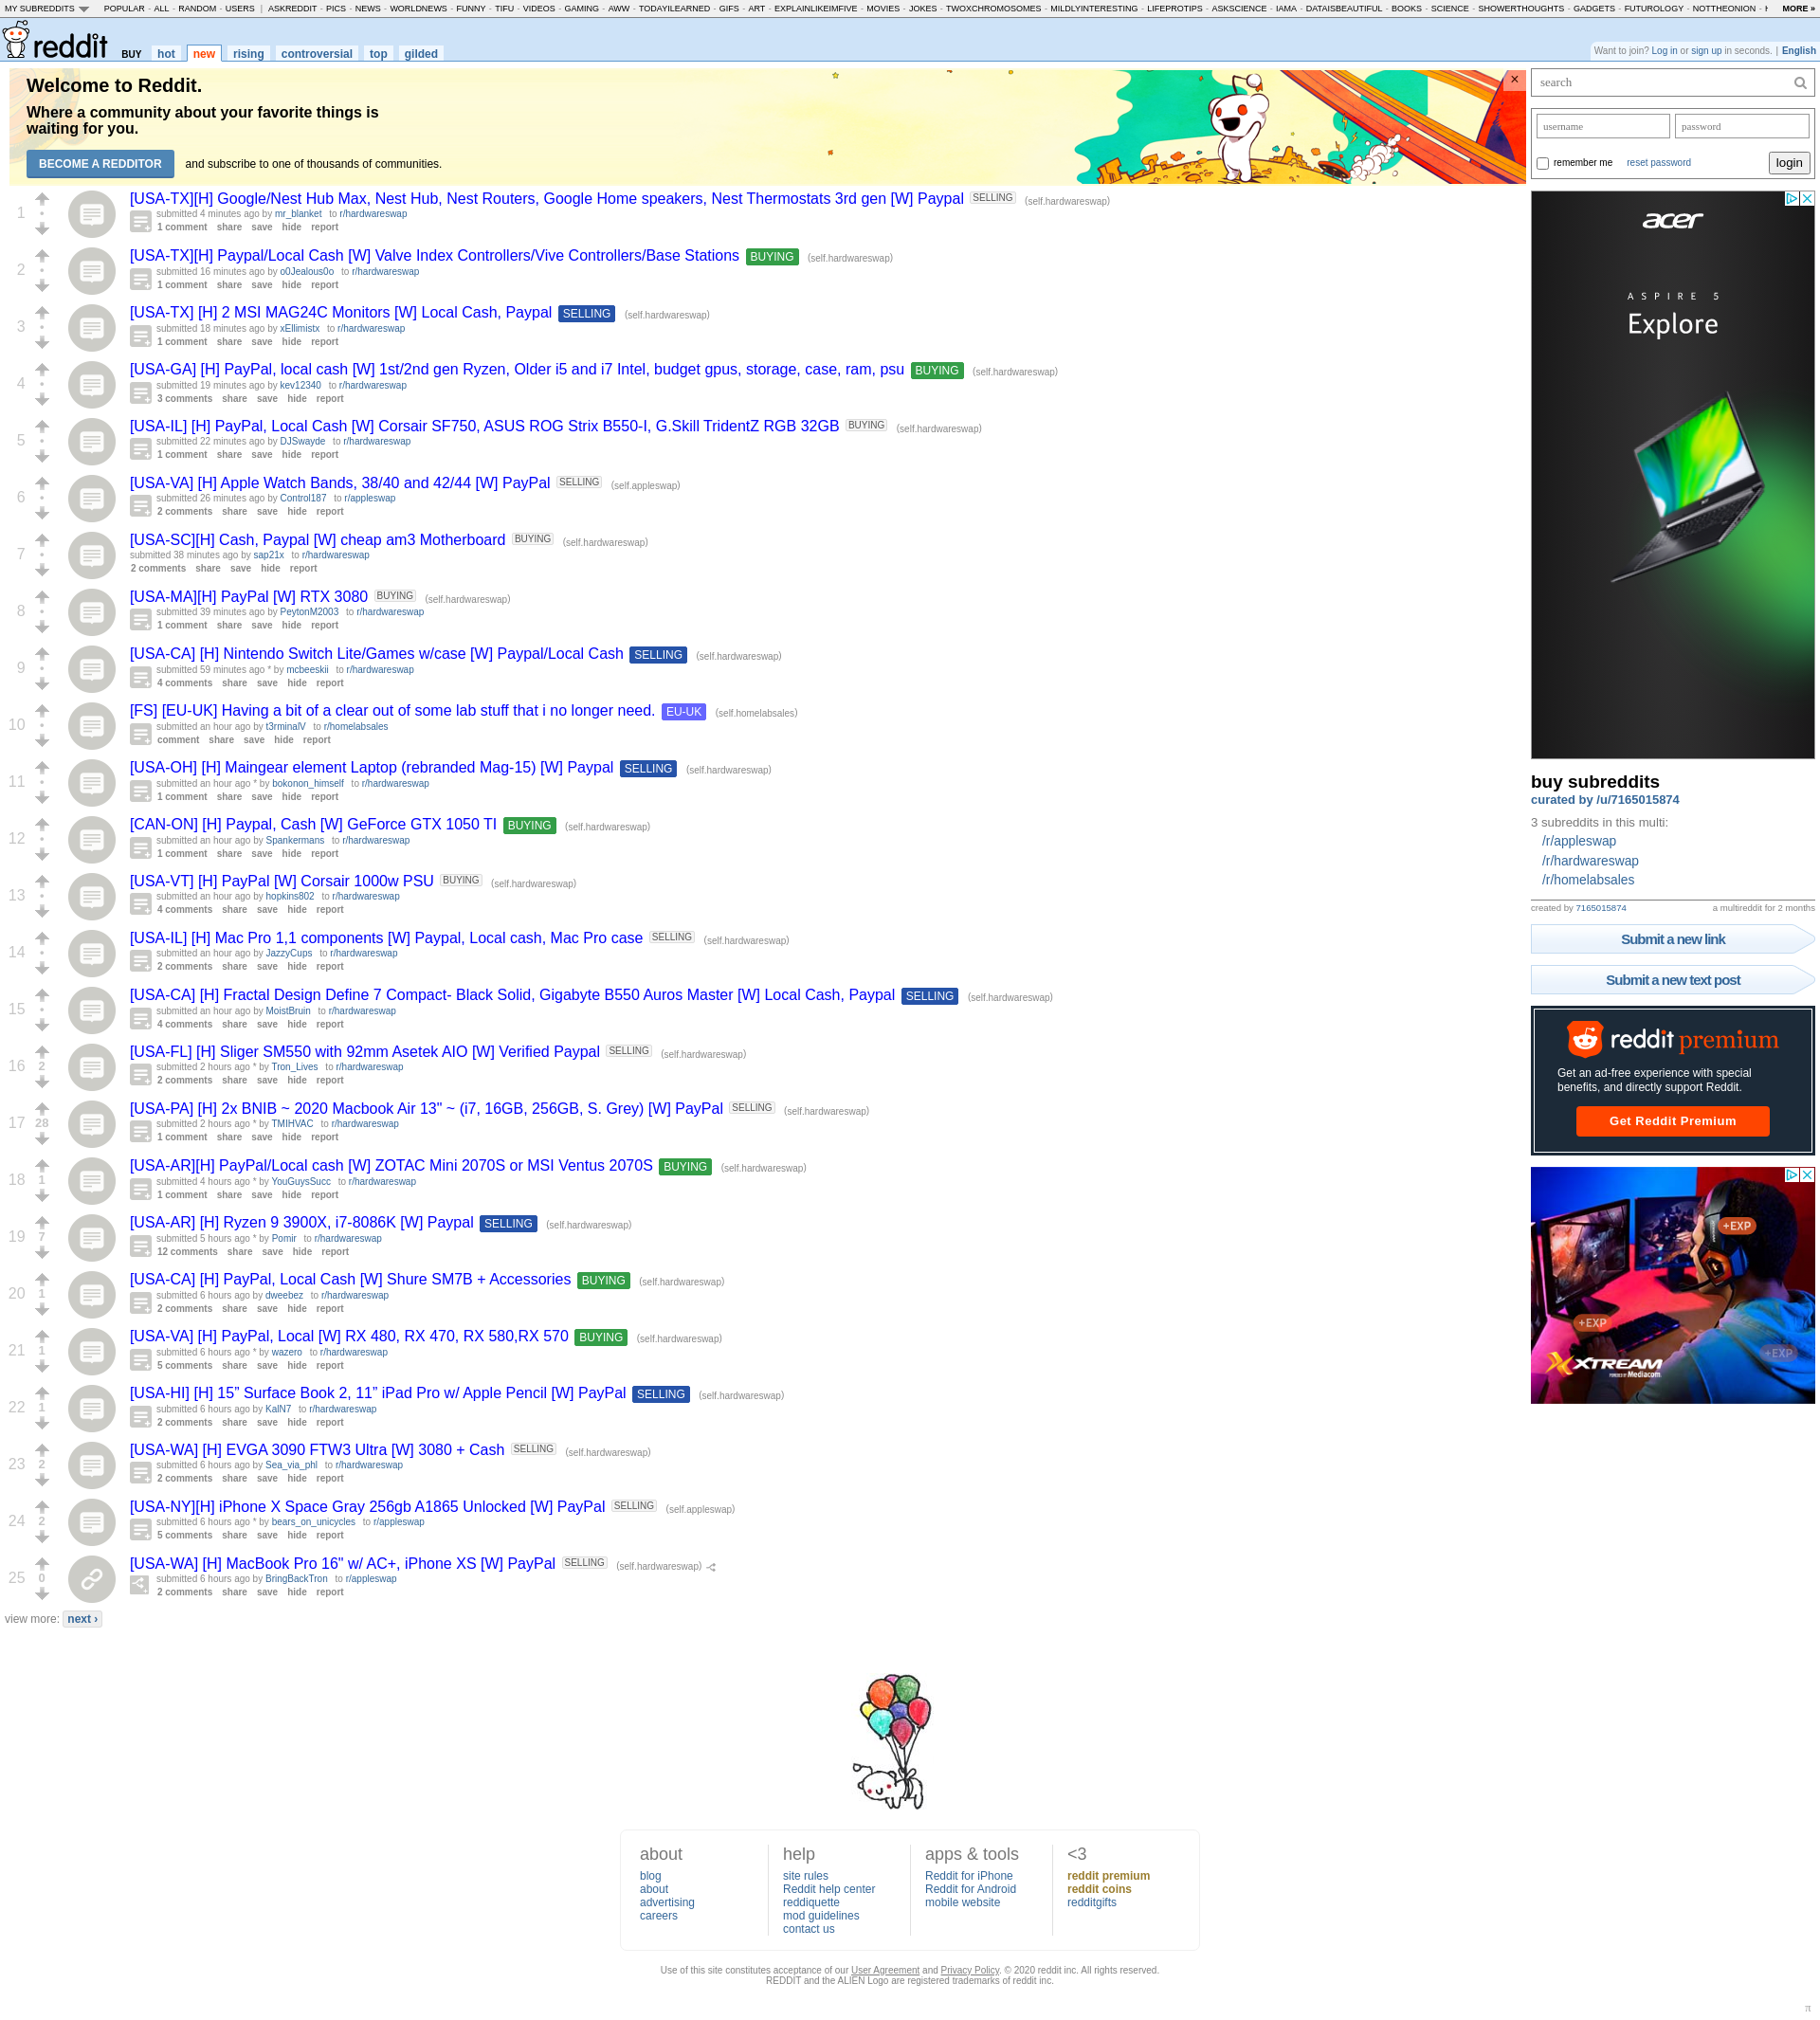 MY SUBREDDITS POPULAR - ALL - RANDOM - USERS | ASKREDDIT - PICS - NEWS - WORLDNEWS - FUNNY - TIFU - VIDEOS - GAMING - AWW - TODAYILEARNED - GIFS - ART - EXPLAINLIKEIMFIVE - MOVIES - JOKES - TWOXCHROMOSOMES - MILDLYINTERESTING - LIFEPROTIPS - ASKSCIENCE - IAMA - DATAISBEAUTIFUL - BOOKS - SCIENCE - SHOWERTHOUGHTS - GADGETS - FUTUROLOGY - NOTTHEONION - MORE »
reddit BUY hot new rising controversial top gilded
Want to join? Log in or sign up in seconds. | English
Welcome to Reddit.
Where a community about your favorite things is
waiting for you.
BECOME A REDDITOR and subscribe to one of thousands of communities.
×
1
[USA-TX][H] Google/Nest Hub Max, Nest Hub, Nest Routers, Google Home speakers, Nest Thermostats 3rd gen [W] Paypal SELLING (self.hardwareswap)
submitted 4 minutes ago by mr_blanket to r/hardwareswap
1 comment share save hide report
2
[USA-TX][H] Paypal/Local Cash [W] Valve Index Controllers/Vive Controllers/Base Stations BUYING (self.hardwareswap)
submitted 16 minutes ago by o0Jealous0o to r/hardwareswap
1 comment share save hide report
3
[USA-TX] [H] 2 MSI MAG24C Monitors [W] Local Cash, Paypal SELLING (self.hardwareswap)
submitted 18 minutes ago by xEllimistx to r/hardwareswap
1 comment share save hide report
4
[USA-GA] [H] PayPal, local cash [W] 1st/2nd gen Ryzen, Older i5 and i7 Intel, budget gpus, storage, case, ram, psu BUYING (self.hardwareswap)
submitted 19 minutes ago by kev12340 to r/hardwareswap
3 comments share save hide report
5
[USA-IL] [H] PayPal, Local Cash [W] Corsair SF750, ASUS ROG Strix B550-I, G.Skill TridentZ RGB 32GB BUYING (self.hardwareswap)
submitted 22 minutes ago by DJSwayde to r/hardwareswap
1 comment share save hide report
6
[USA-VA] [H] Apple Watch Bands, 38/40 and 42/44 [W] PayPal SELLING (self.appleswap)
submitted 26 minutes ago by Control187 to r/appleswap
2 comments share save hide report
7
[USA-SC][H] Cash, Paypal [W] cheap am3 Motherboard BUYING (self.hardwareswap)
submitted 38 minutes ago by sap21x to r/hardwareswap
2 comments share save hide report
8
[USA-MA][H] PayPal [W] RTX 3080 BUYING (self.hardwareswap)
submitted 39 minutes ago by PeytonM2003 to r/hardwareswap
1 comment share save hide report
9
[USA-CA] [H] Nintendo Switch Lite/Games w/case [W] Paypal/Local Cash SELLING (self.hardwareswap)
submitted 59 minutes ago * by mcbeeskii to r/hardwareswap
4 comments share save hide report
10
[FS] [EU-UK] Having a bit of a clear out of some lab stuff that i no longer need. EU-UK (self.homelabsales)
submitted an hour ago by t3rminalV to r/homelabsales
comment share save hide report
11
[USA-OH] [H] Maingear element Laptop (rebranded Mag-15) [W] Paypal SELLING (self.hardwareswap)
submitted an hour ago * by bokonon_himself to r/hardwareswap
1 comment share save hide report
12
[CAN-ON] [H] Paypal, Cash [W] GeForce GTX 1050 TI BUYING (self.hardwareswap)
submitted an hour ago by Spankermans to r/hardwareswap
1 comment share save hide report
13
[USA-VT] [H] PayPal [W] Corsair 1000w PSU BUYING (self.hardwareswap)
submitted an hour ago by hopkins802 to r/hardwareswap
4 comments share save hide report
14
[USA-IL] [H] Mac Pro 1,1 components [W] Paypal, Local cash, Mac Pro case SELLING (self.hardwareswap)
submitted an hour ago by JazzyCups to r/hardwareswap
2 comments share save hide report
15
[USA-CA] [H] Fractal Design Define 7 Compact- Black Solid, Gigabyte B550 Auros Master [W] Local Cash, Paypal SELLING (self.hardwareswap)
submitted an hour ago by MoistBruin to r/hardwareswap
4 comments share save hide report
16 2
[USA-FL] [H] Sliger SM550 with 92mm Asetek AIO [W] Verified Paypal SELLING (self.hardwareswap)
submitted 2 hours ago * by Tron_Lives to r/hardwareswap
2 comments share save hide report
17 28
[USA-PA] [H] 2x BNIB ~ 2020 Macbook Air 13" ~ (i7, 16GB, 256GB, S. Grey) [W] PayPal SELLING (self.hardwareswap)
submitted 2 hours ago * by TMIHVAC to r/hardwareswap
1 comment share save hide report
18 1
[USA-AR][H] PayPal/Local cash [W] ZOTAC Mini 2070S or MSI Ventus 2070S BUYING (self.hardwareswap)
submitted 4 hours ago * by YouGuysSucc to r/hardwareswap
1 comment share save hide report
19 7
[USA-AR] [H] Ryzen 9 3900X, i7-8086K [W] Paypal SELLING (self.hardwareswap)
submitted 5 hours ago * by Pomir to r/hardwareswap
12 comments share save hide report
20 1
[USA-CA] [H] PayPal, Local Cash [W] Shure SM7B + Accessories BUYING (self.hardwareswap)
submitted 6 hours ago by dweebez to r/hardwareswap
2 comments share save hide report
21 1
[USA-VA] [H] PayPal, Local [W] RX 480, RX 470, RX 580,RX 570 BUYING (self.hardwareswap)
submitted 6 hours ago * by wazero to r/hardwareswap
5 comments share save hide report
22 1
[USA-HI] [H] 15” Surface Book 2, 11” iPad Pro w/ Apple Pencil [W] PayPal SELLING (self.hardwareswap)
submitted 6 hours ago by KalN7 to r/hardwareswap
2 comments share save hide report
23 2
[USA-WA] [H] EVGA 3090 FTW3 Ultra [W] 3080 + Cash SELLING (self.hardwareswap)
submitted 6 hours ago by Sea_via_phl to r/hardwareswap
2 comments share save hide report
24 2
[USA-NY][H] iPhone X Space Gray 256gb A1865 Unlocked [W] PayPal SELLING (self.appleswap)
submitted 6 hours ago * by bears_on_unicycles to r/appleswap
5 comments share save hide report
25 0
[USA-WA] [H] MacBook Pro 16" w/ AC+, iPhone XS [W] PayPal SELLING (self.hardwareswap)
submitted 6 hours ago by BringBackTron to r/appleswap
2 comments share save hide report
view more: next ›
search
username password
remember me reset password login
acer
ASPIRE 5
Explore
buy subreddits
curated by /u/7165015874
3 subreddits in this multi:
/r/appleswap
/r/hardwareswap
/r/homelabsales
created by 7165015874 a multireddit for 2 months
Submit a new link
Submit a new text post
reddit premium
Get an ad-free experience with special
benefits, and directly support Reddit.
Get Reddit Premium
+EXP
+EXP
+EXP
XTREAM
POWERED BY Mediacom
about
blog
about
advertising
careers
help
site rules
Reddit help center
reddiquette
mod guidelines
contact us
apps & tools
Reddit for iPhone
Reddit for Android
mobile website
<3
reddit premium
reddit coins
redditgifts
Use of this site constitutes acceptance of our User Agreement and Privacy Policy. © 2020 reddit inc. All rights reserved.
REDDIT and the ALIEN Logo are registered trademarks of reddit inc.
π